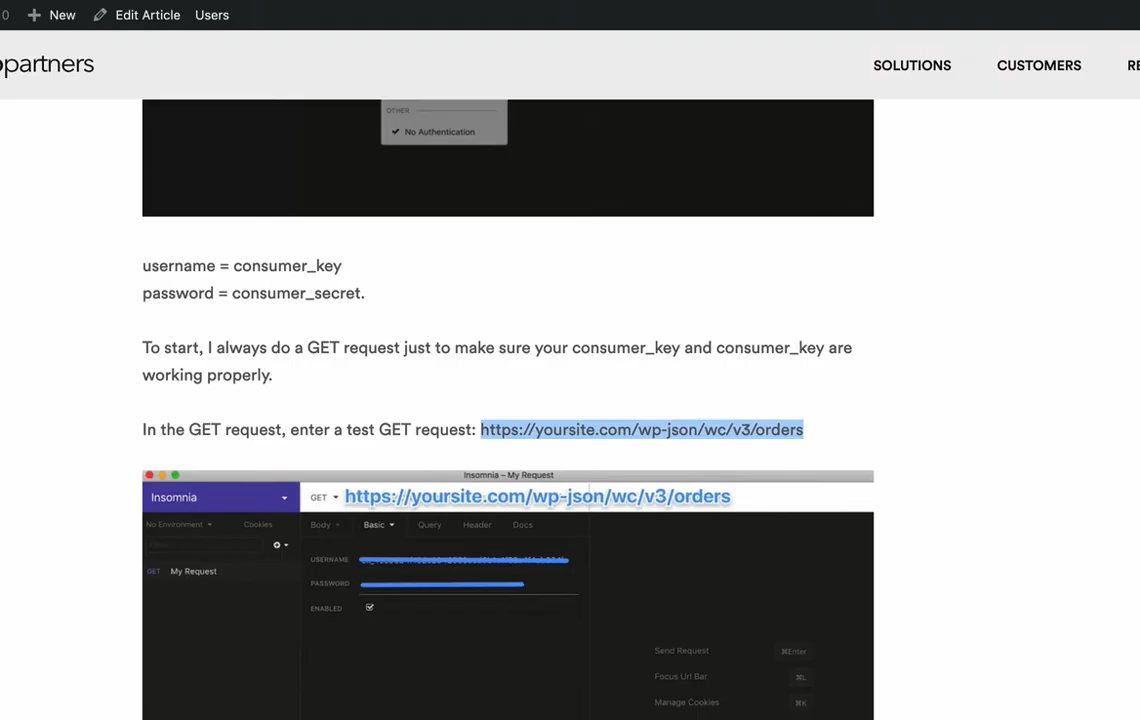 0 New Edit Article Users
partners SOLUTIONS CUSTOMERS RE
OTHER
No Authentication
username = consumer_key
password = consumer_secret.
To start, I always do a GET request just to make sure your consumer_key and consumer_key are
working properly.
In the GET request, enter a test GET request: https://yoursite.com/wp-json/wc/v3/orders
Insomnia – My Request
Insomnia GET https://yoursite.com/wp-json/wc/v3/orders
No Environment Cookies Body Basic Query Header Docs
USERNAME
GET My Request
PASSWORD
ENABLED
Send Request ⌘Enter
Focus Url Bar ⌘L
Manage Cookies ⌘K